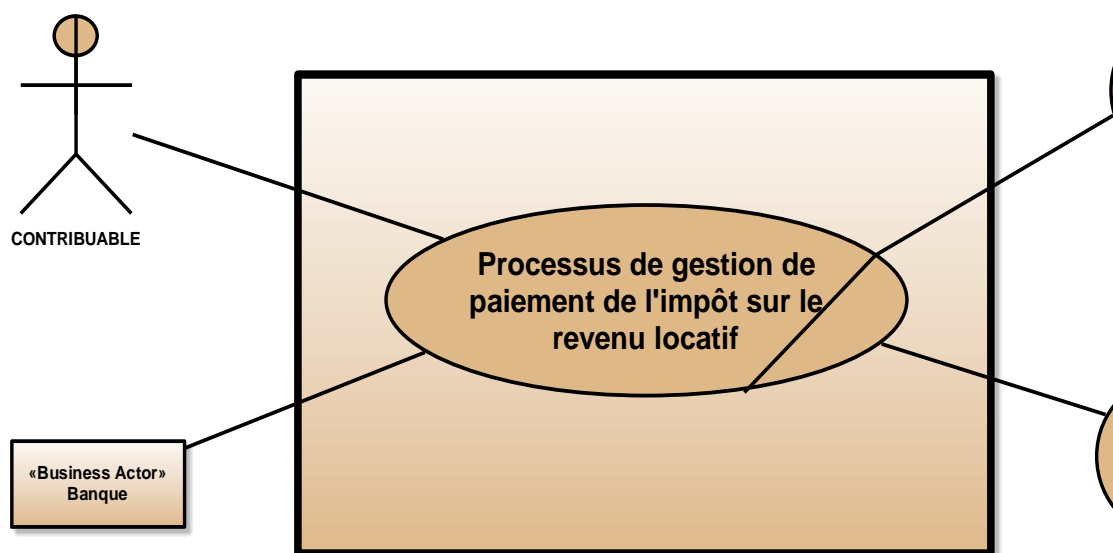 CONTRIBUABLE
Processus de gestion de
paiement de l'impôt sur le
revenu locatif
«Business Actor»
Banque